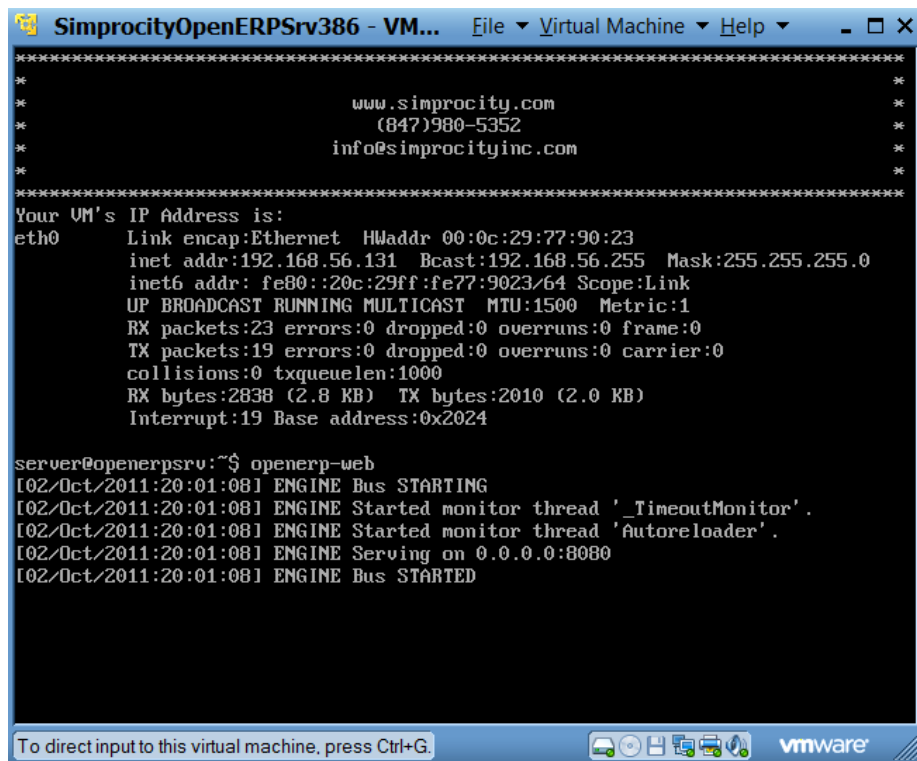 SimprocityOpenERPSrv386 - VM... File ▼ Virtual Machine ▼ Help ▼
******************************************************************************
* *
* www.simprocity.com *
* (847)980-5352 *
* info@simprocityinc.com *
* *
******************************************************************************
Your VM's IP Address is:
eth0 Link encap:Ethernet HWaddr 00:0c:29:77:90:23
inet addr:192.168.56.131 Bcast:192.168.56.255 Mask:255.255.255.0
inet6 addr: fe80::20c:29ff:fe77:9023/64 Scope:Link
UP BROADCAST RUNNING MULTICAST MTU:1500 Metric:1
RX packets:23 errors:0 dropped:0 overruns:0 frame:0
TX packets:19 errors:0 dropped:0 overruns:0 carrier:0
collisions:0 txqueuelen:1000
RX bytes:2838 (2.8 KB) TX bytes:2010 (2.0 KB)
Interrupt:19 Base address:0x2024
server@openerpsrv:~$ openerp-web
[02/Oct/2011:20:01:08] ENGINE Bus STARTING
[02/Oct/2011:20:01:08] ENGINE Started monitor thread '_TimeoutMonitor'.
[02/Oct/2011:20:01:08] ENGINE Started monitor thread 'Autoreloader'.
[02/Oct/2011:20:01:08] ENGINE Serving on 0.0.0.0:8080
[02/Oct/2011:20:01:08] ENGINE Bus STARTED
To direct input to this virtual machine, press Ctrl+G. vmware